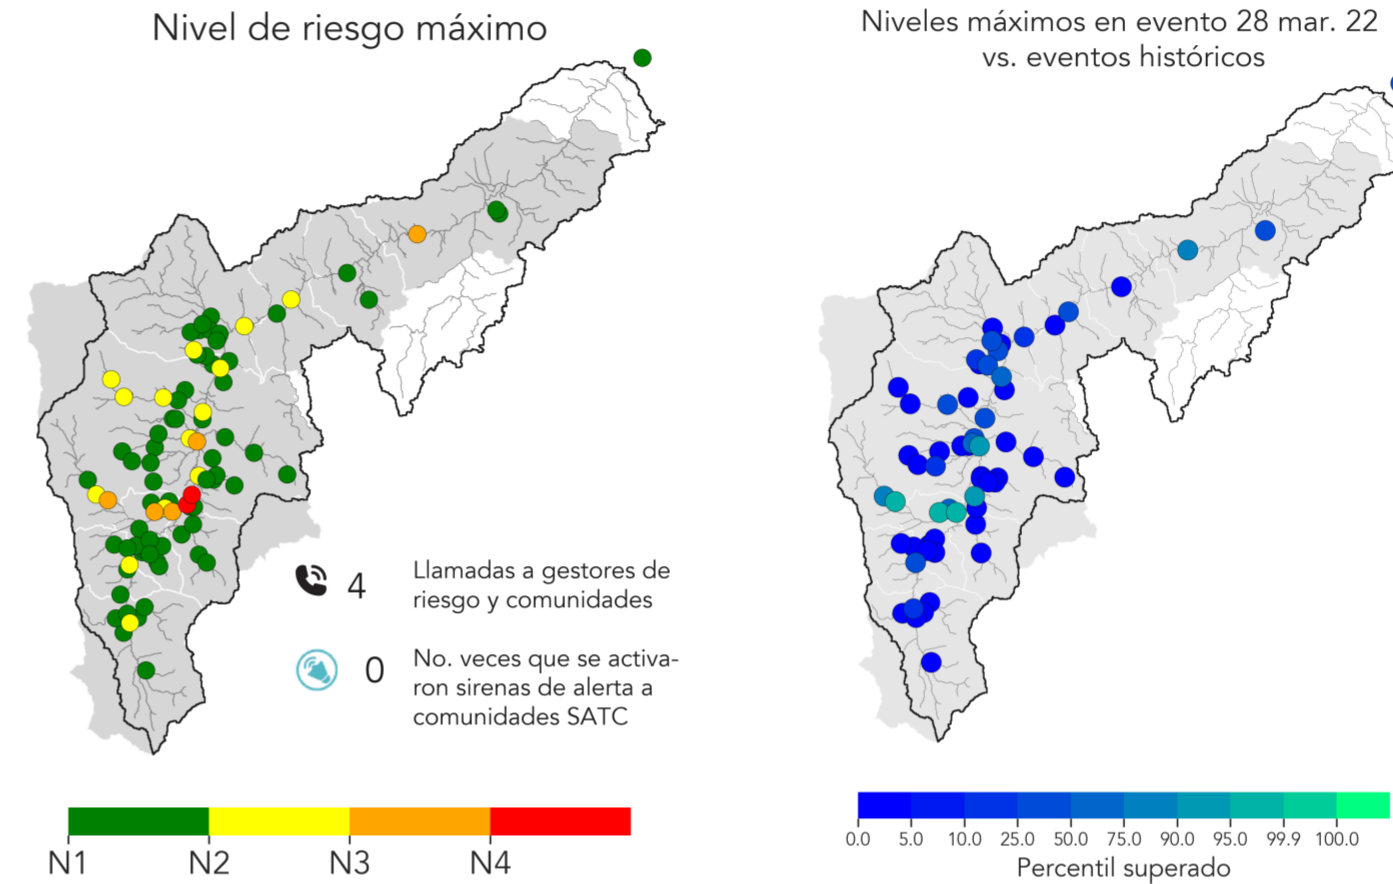 Nivel de riesgo máximo
4 Llamadas a gestores de
riesgo y comunidades
0 No. veces que se activa-
ron sirenas de alerta a
comunidades SATC
N1 N2 N3 N4
Niveles máximos en evento 28 mar. 22
vs. eventos históricos
0.0 5.0 10.0 25.0 50.0 75.0 90.0 95.0 99.9 100.0
Percentil superado